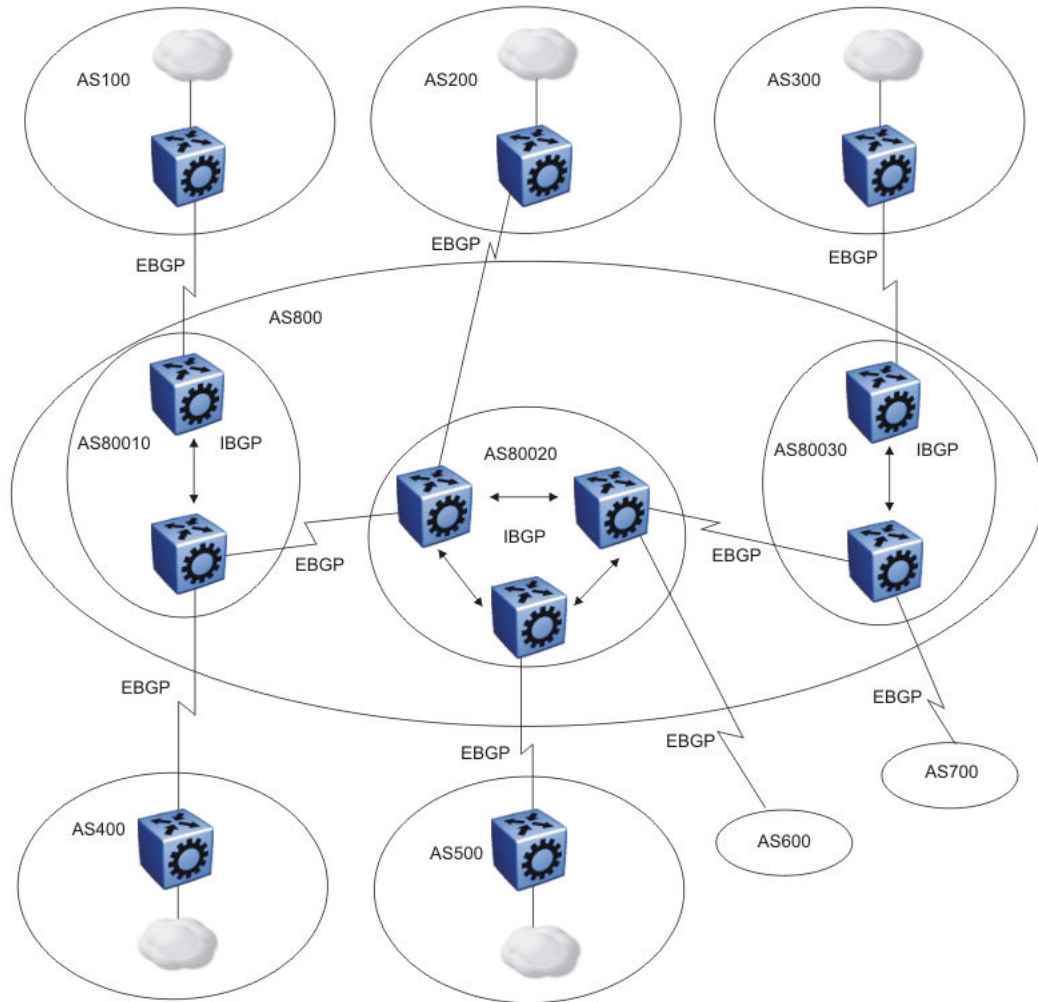 AS100
AS200
AS300
EBGP
EBGP
EBGP
AS800
AS80010
IBGP
AS80020
AS80030
IBGP
IBGP
EBGP
EBGP
EBGP
EBGP
EBGP
EBGP
AS700
AS400
AS500
AS600